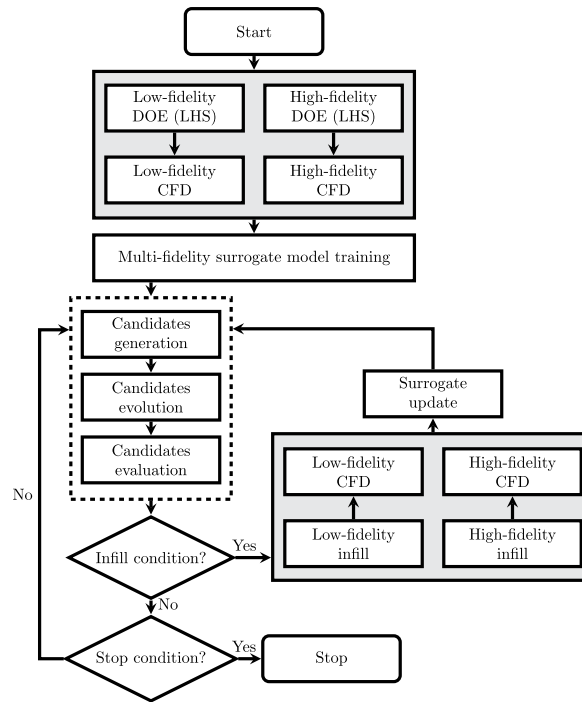 Start
Low-fidelity
DOE (LHS)
High-fidelity
DOE (LHS)
Low-fidelity
CFD
High-fidelity
CFD
Multi-fidelity surrogate model training
Candidates
generation
Candidates
evolution
Candidates
evaluation
Surrogate
update
Low-fidelity
CFD
High-fidelity
CFD
Low-fidelity
infill
High-fidelity
infill
No
Infill condition?
Yes
No
Stop condition?
Yes
Stop